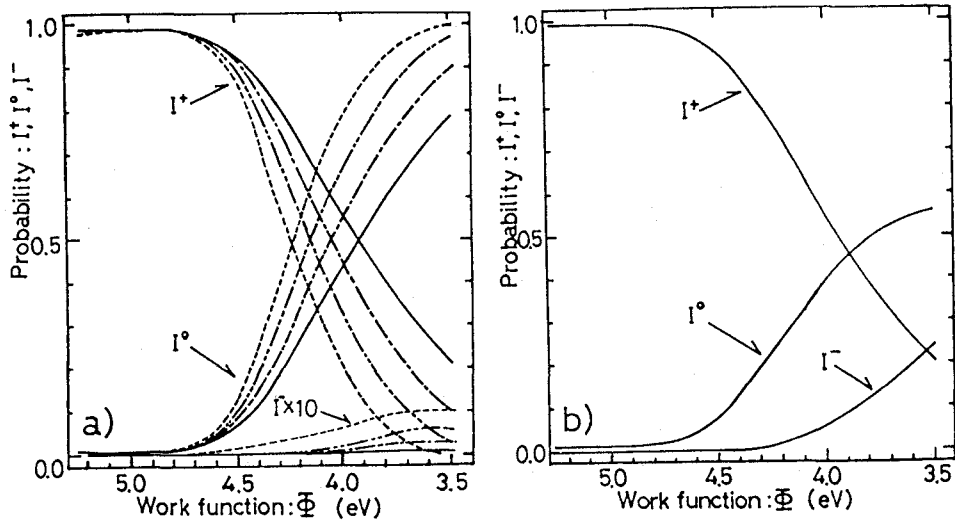 Probability : I⁺, I°, I⁻
1.0
0.5
0.0
I⁺
I°
I⁻×10
a)
5.0 4.5 4.0 3.5
Work function : Φ (eV)
Probability : I⁺, I°, I⁻
1.0
0.5
0.0
I⁺
I°
I⁻
b)
5.0 4.5 4.0 3.5
Work function : Φ (eV)